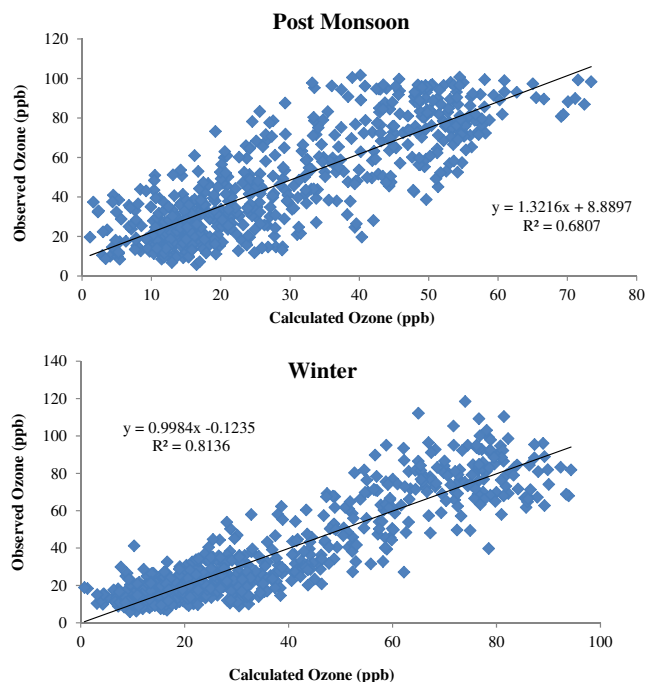 Post Monsoon
120
100
80
60
40
20
0
Observed Ozone (ppb)
y = 1.3216x + 8.8897
R² = 0.6807
0 10 20 30 40 50 60 70 80
Calculated Ozone (ppb)
Winter
140
120
100
80
60
40
20
0
Observed Ozone (ppb)
y = 0.9984x -0.1235
R² = 0.8136
0 20 40 60 80 100
Calculated Ozone (ppb)